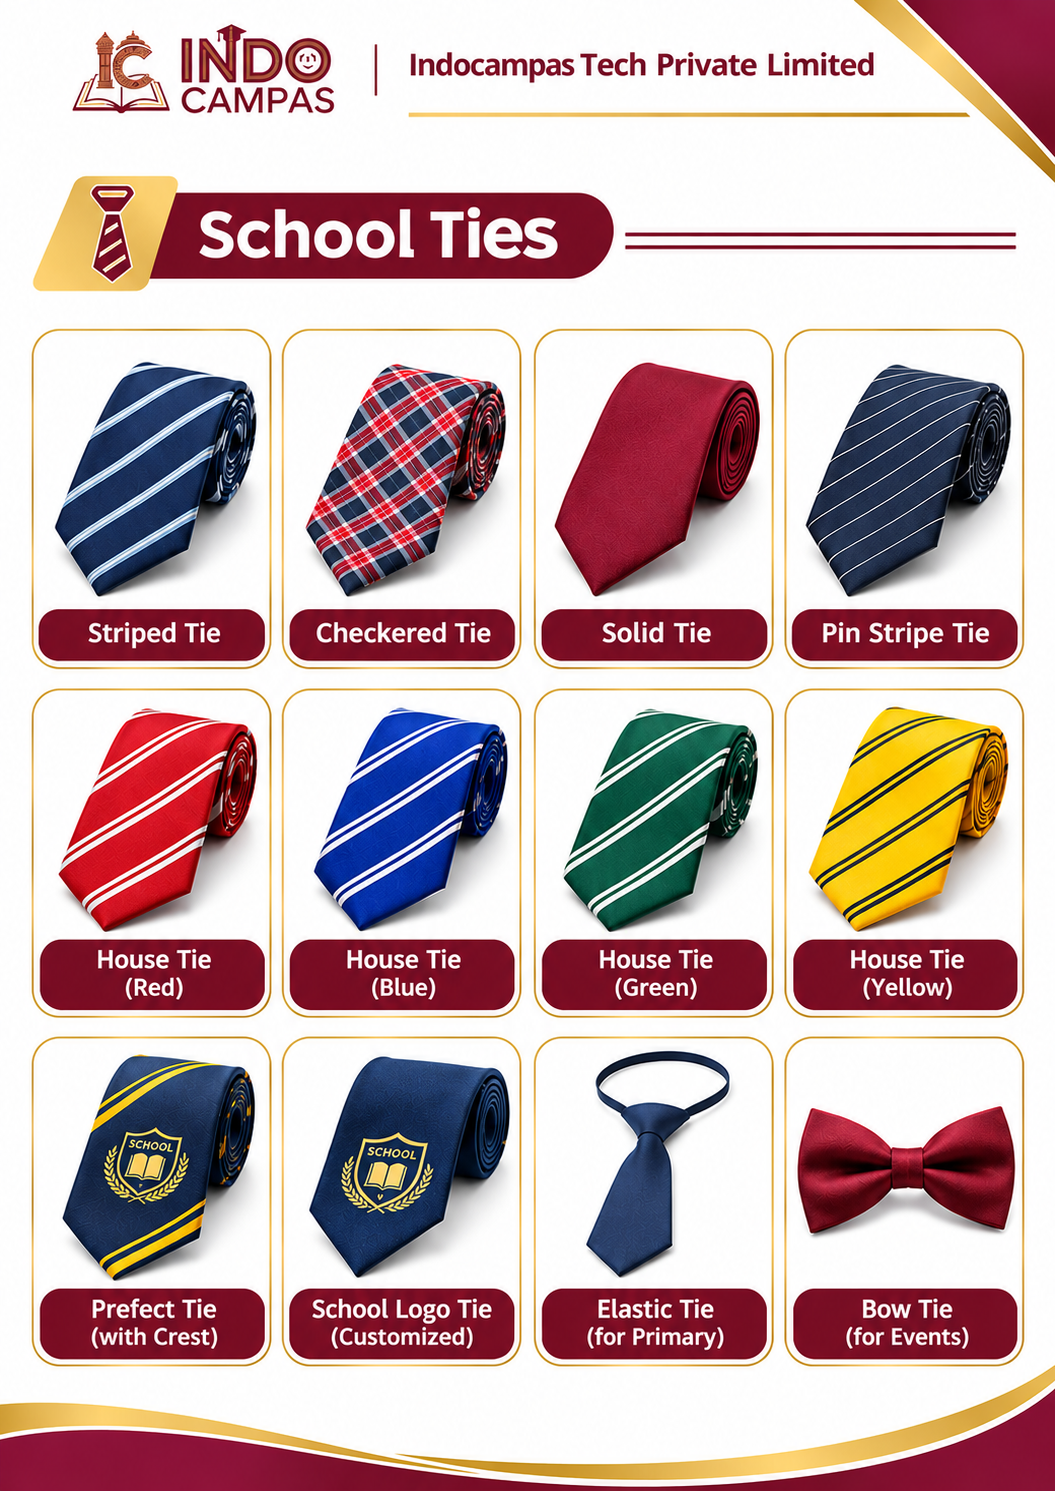 IC INDO
CAMPAS
Indocampas Tech Private Limited
School Ties
Striped Tie
Checkered Tie
Solid Tie
Pin Stripe Tie
House Tie
(Red)
House Tie
(Blue)
House Tie
(Green)
House Tie
(Yellow)
SCHOOL
SCHOOL
Prefect Tie
(with Crest)
School Logo Tie
(Customized)
Elastic Tie
(for Primary)
Bow Tie
(for Events)